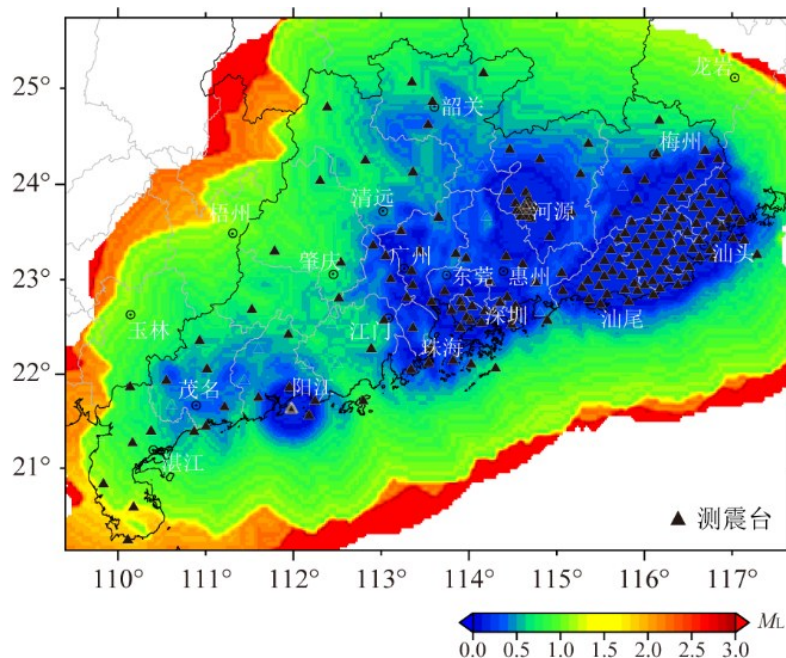 25°
24°
23°
22°
21°
龙岩
韶关
梅州
清远
河源
梧州
广州
肇庆
东莞
惠州
汕头
玉林
江门
深圳
汕尾
珠海
茂名
阳江
湛江
测震台
110° 111° 112° 113° 114° 115° 116° 117°
M_L
0.0 0.5 1.0 1.5 2.0 2.5 3.0